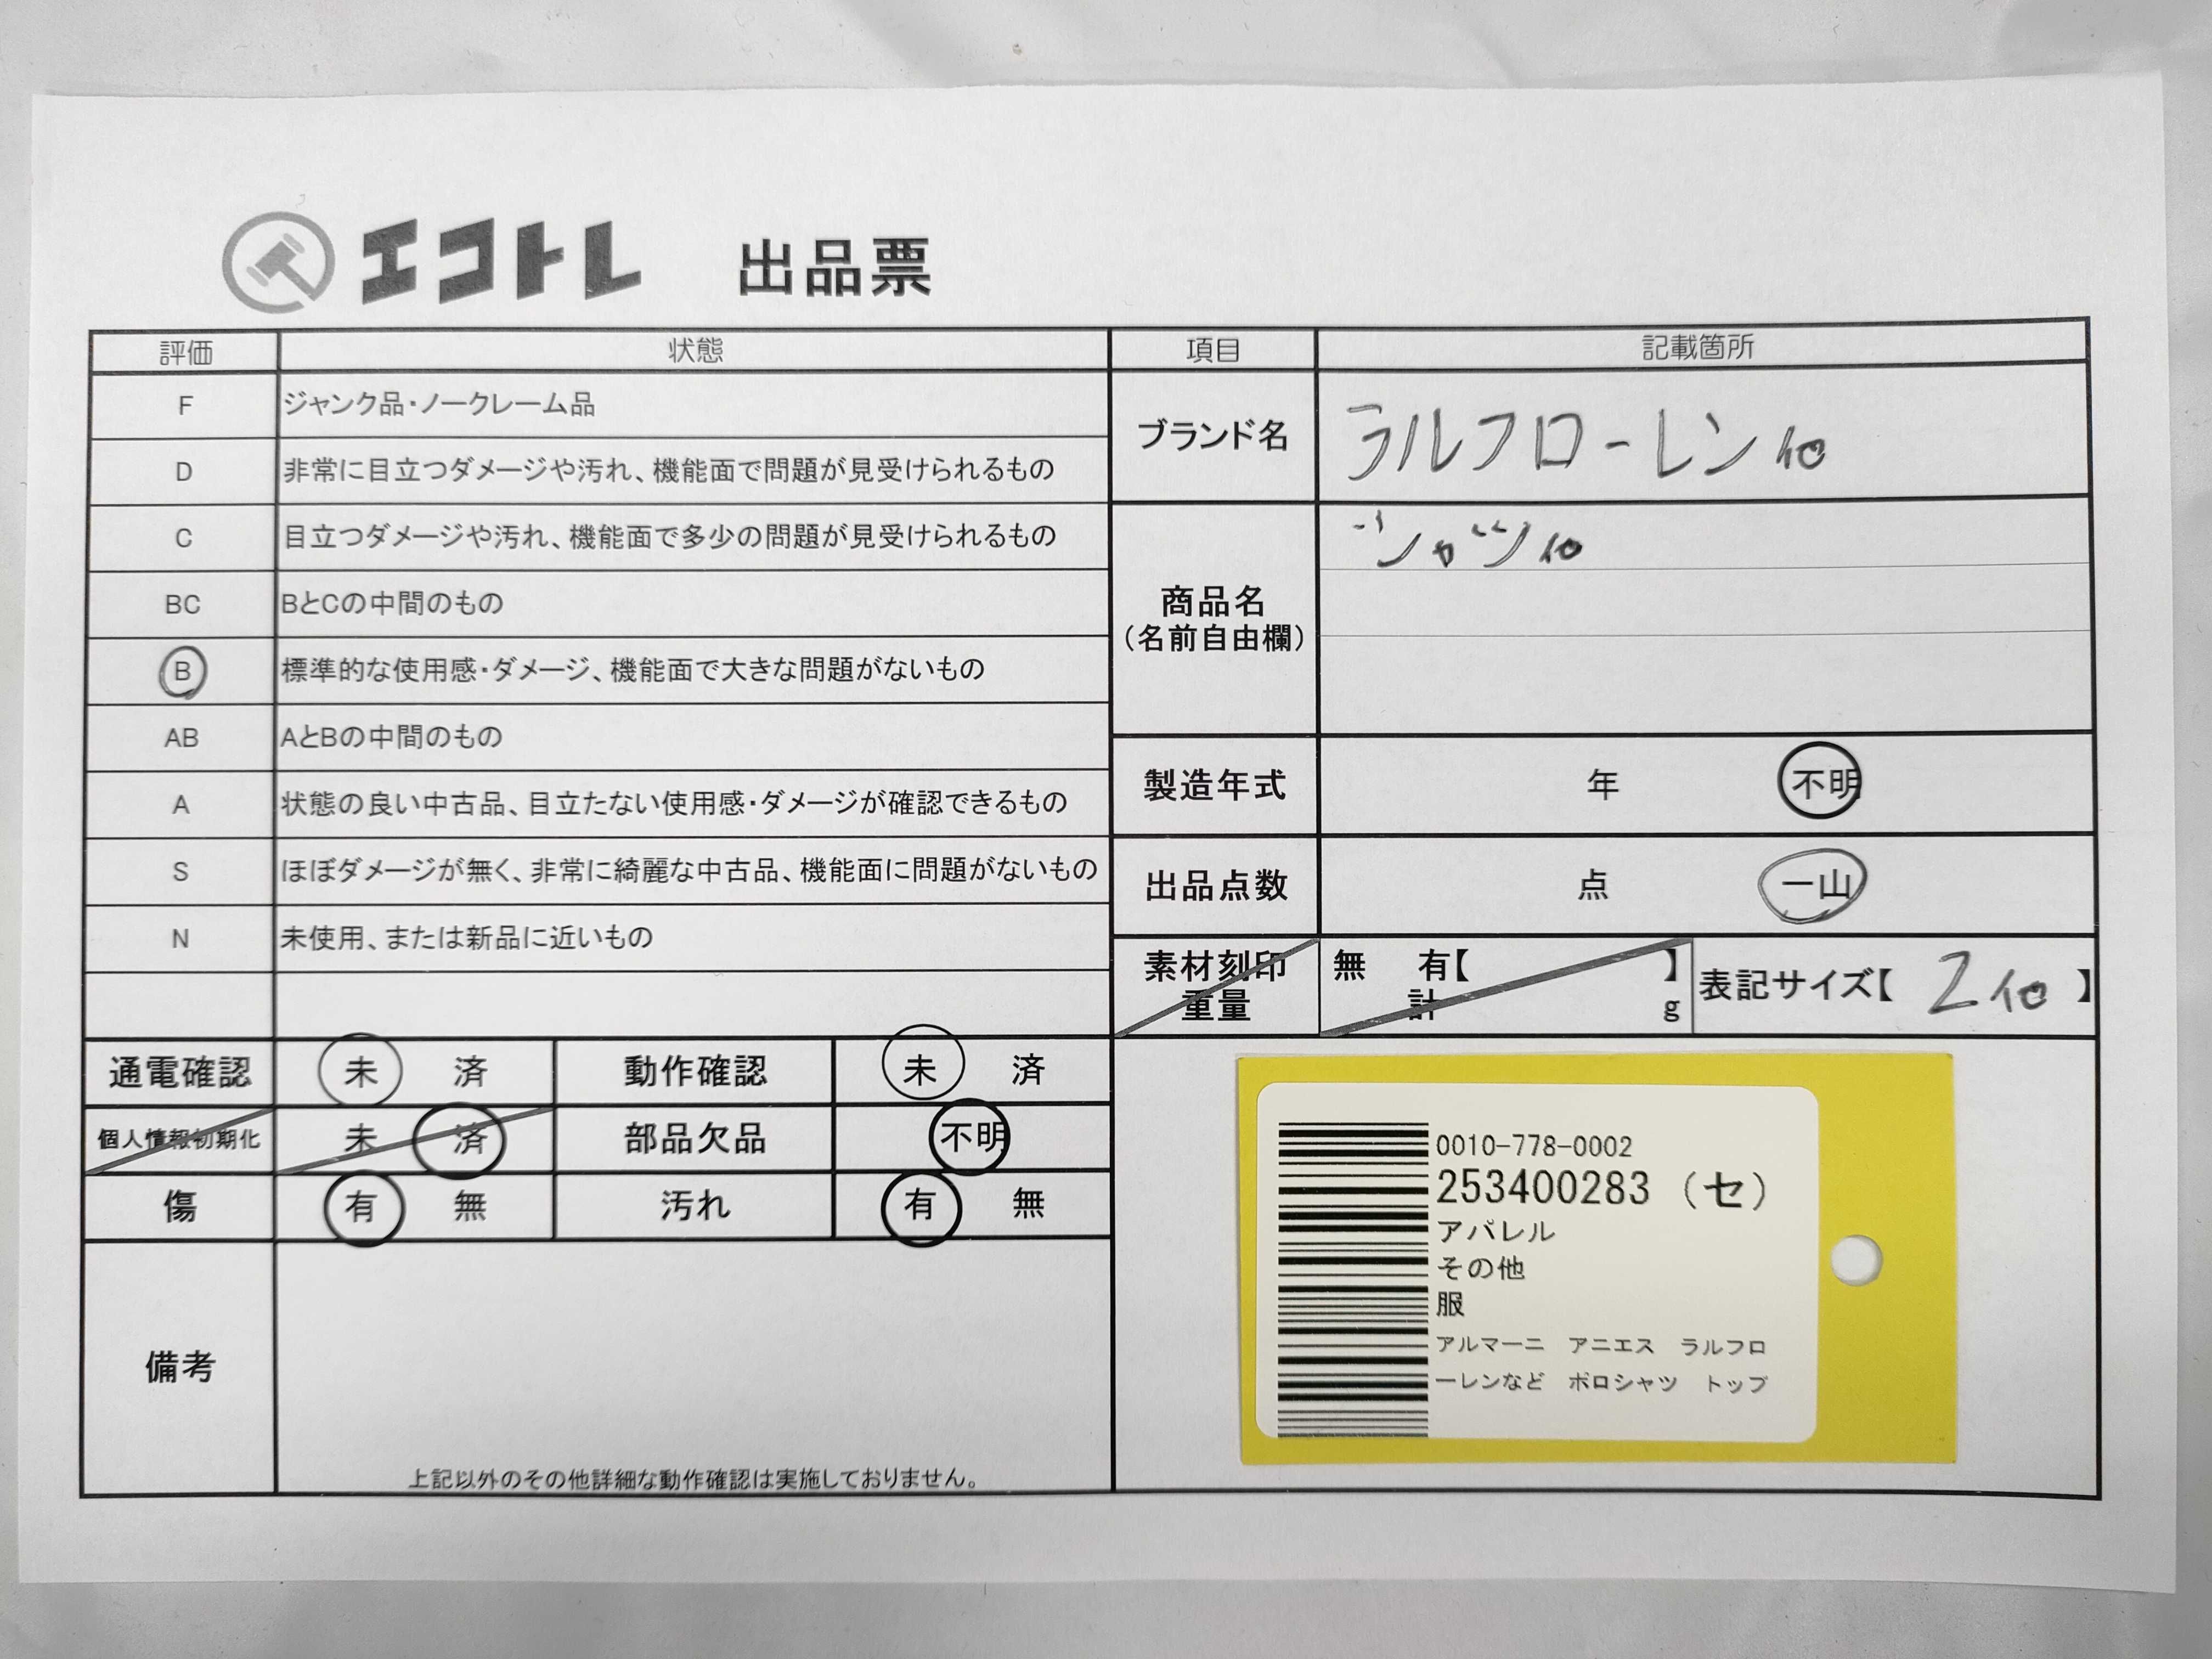 エコトレ 出品票
評価 状態
F ジャンク品・ノークレーム品
D 非常に目立つダメージや汚れ、機能面で問題が見受けられるもの
C 目立つダメージや汚れ、機能面で多少の問題が見受けられるもの
BC BとCの中間のもの
B 標準的な使用感・ダメージ、機能面で大きな問題がないもの
AB AとBの中間のもの
A 状態の良い中古品、目立たない使用感・ダメージが確認できるもの
S ほぼダメージが無く、非常に綺麗な中古品、機能面に問題がないもの
N 未使用、または新品に近いもの
通電確認 未 済 動作確認 未 済
個人情報初期化 未 済 部品欠品 不明
傷 有 無 汚れ 有 無
備考
上記以外のその他詳細な動作確認は実施しておりません。
項目 記載箇所
ブランド名 ラルフローレン他
商品名 シャツ他
(名前自由欄)
製造年式 年 不明
出品点数 点 一山
素材刻印 無 有【 】
重量 計 g
表記サイズ【 2他 】
0010-778-0002
253400283 (セ)
アパレル
その他
服
アルマーニ アニエス ラルフロ
ーレンなど ポロシャツ トップ